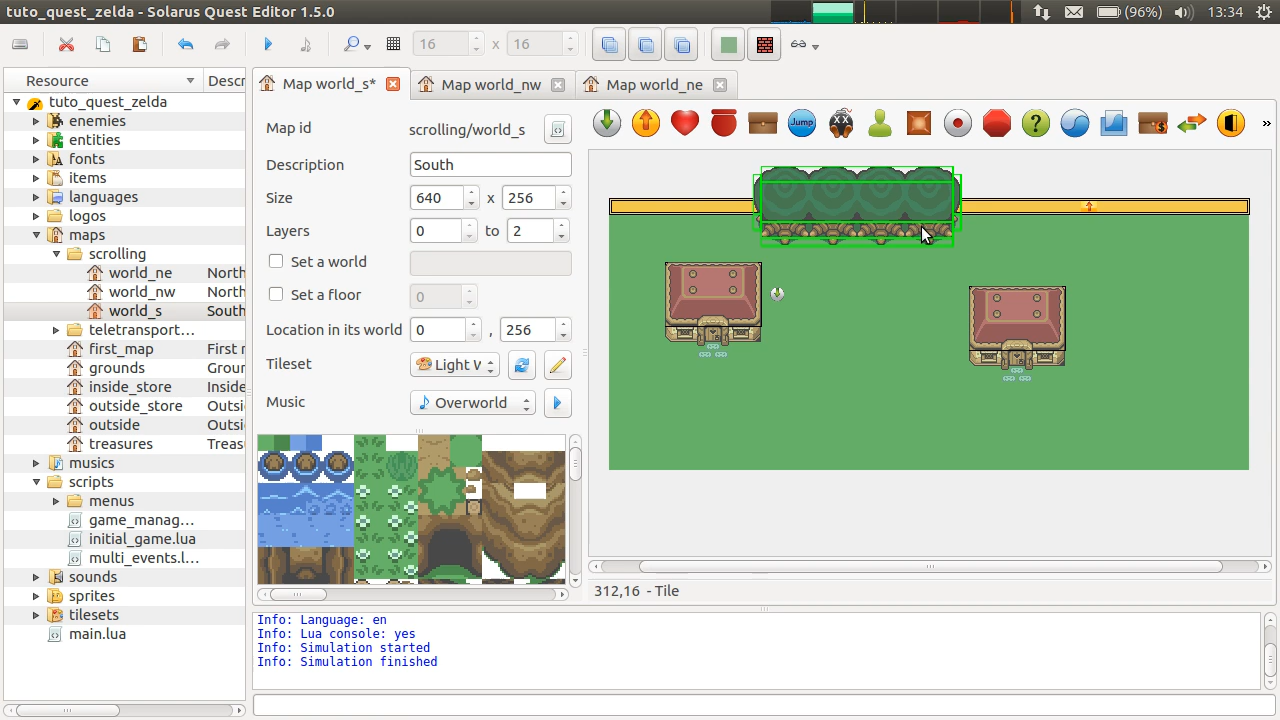 tuto_quest_zelda - Solarus Quest Editor 1.5.0
(96%)
13:34
16 x 16
Resource
Descr
tuto_quest_zelda
enemies
entities
fonts
items
languages
logos
maps
scrolling
world_ne North
world_nw North
world_s South
teletransport...
first_map First r
grounds Groun
inside_store Inside
outside_store Outsi
outside Outsi
treasures Treas
musics
scripts
menus
game_manag...
initial_game.lua
multi_events.l...
sounds
sprites
tilesets
main.lua
Map world_s*
Map world_nw
Map world_ne
Map id scrolling/world_s
Description South
Size 640 x 256
Layers 0 to 2
Set a world
Set a floor 0
Location in its world 0 , 256
Tileset Light V
Music Overworld
Jump
»
312,16 - Tile
Info: Language: en
Info: Lua console: yes
Info: Simulation started
Info: Simulation finished